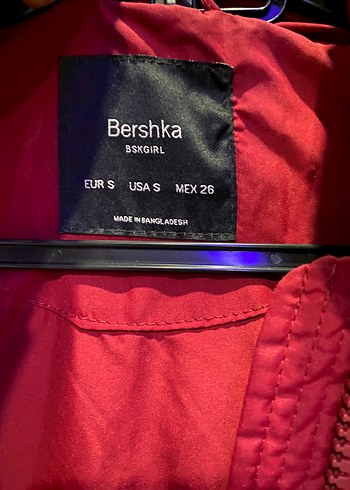 Bershka
BSKGIRL
EUR S USA S MEX 26
MADE IN BANGLADESH